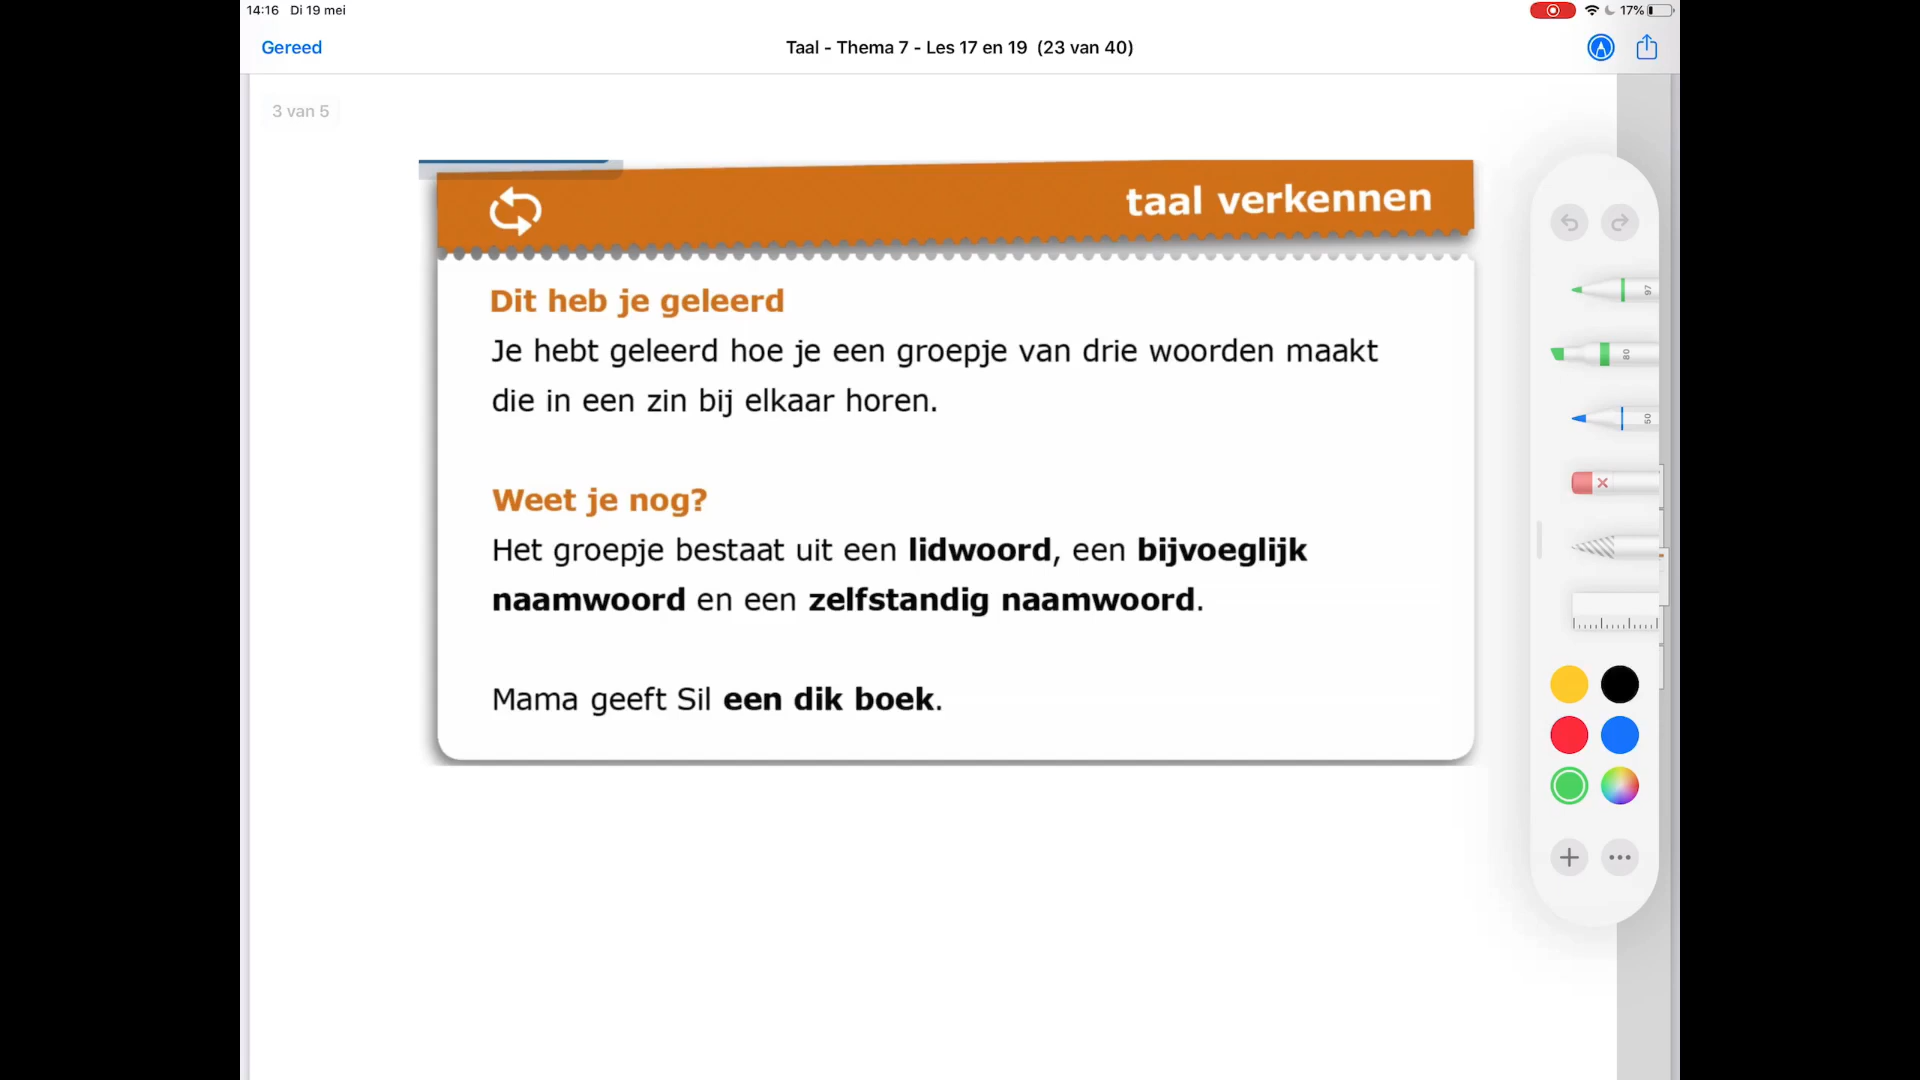 14:16 Di 19 mei
17%
Gereed
Taal - Thema 7 - Les 17 en 19 (23 van 40)
3 van 5
taal verkennen
Dit heb je geleerd
Je hebt geleerd hoe je een groepje van drie woorden maakt
die in een zin bij elkaar horen.
Weet je nog?
Het groepje bestaat uit een lidwoord, een bijvoeglijk
naamwoord en een zelfstandig naamwoord.
Mama geeft Sil een dik boek.
97
80
50